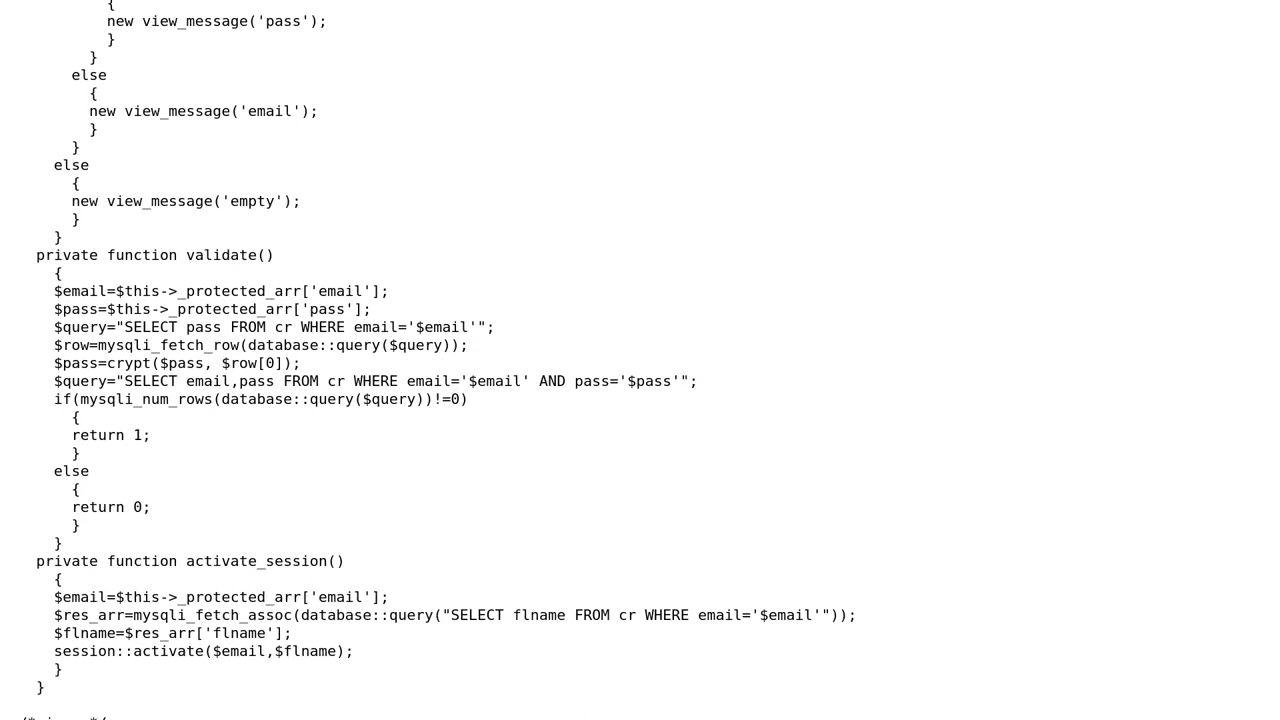 {
new view_message('pass');
}
}
else
{
new view_message('email');
}
}
else
{
new view_message('empty');
}
}
private function validate()
{
$email=$this->_protected_arr['email'];
$pass=$this->_protected_arr['pass'];
$query="SELECT pass FROM cr WHERE email='$email'";
$row=mysqli_fetch_row(database::query($query));
$pass=crypt($pass, $row[0]);
$query="SELECT email,pass FROM cr WHERE email='$email' AND pass='$pass'";
if(mysqli_num_rows(database::query($query))!=0)
{
return 1;
}
else
{
return 0;
}
}
private function activate_session()
{
$email=$this->_protected_arr['email'];
$res_arr=mysqli_fetch_assoc(database::query("SELECT flname FROM cr WHERE email='$email'"));
$flname=$res_arr['flname'];
session::activate($email,$flname);
}
}